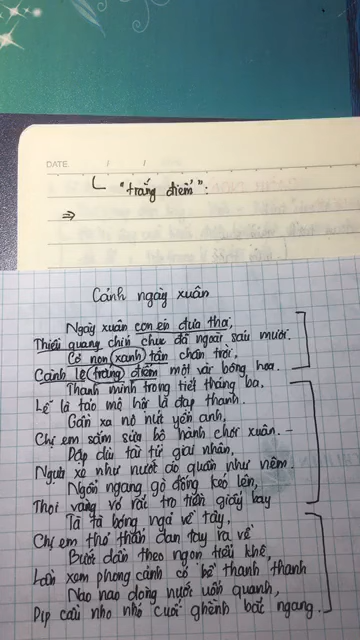 DATE / /
↳ "trắng điểm":
⇒
Cảnh ngày xuân
Ngày xuân con én đưa thoi,
Thiều quang chín chục đã ngoài sáu mươi.
Cỏ non (xanh) tận chân trời,
Cành lê (trắng) điểm một vài bông hoa.
Thanh minh trong tiết tháng ba,
Lễ là tảo mộ hội là đạp thanh.
Gần xa nô nức yến anh,
Chị em sắm sửa bộ hành chơi xuân.
Dập dìu tài tử giai nhân,
Ngựa xe như nước áo quần như nêm.
Ngổn ngang gò đống kéo lên,
Thoi vàng vó rắc tro tiền giấy bay
Tà tà bóng ngả về tây,
Chị em thơ thẩn dan tay ra về
Bước dần theo ngọn tiểu khê,
Lần xem phong cảnh có bề thanh thanh
Nao nao dòng nước uốn quanh,
Dịp cầu nho nhỏ cuối ghềnh bắc ngang.